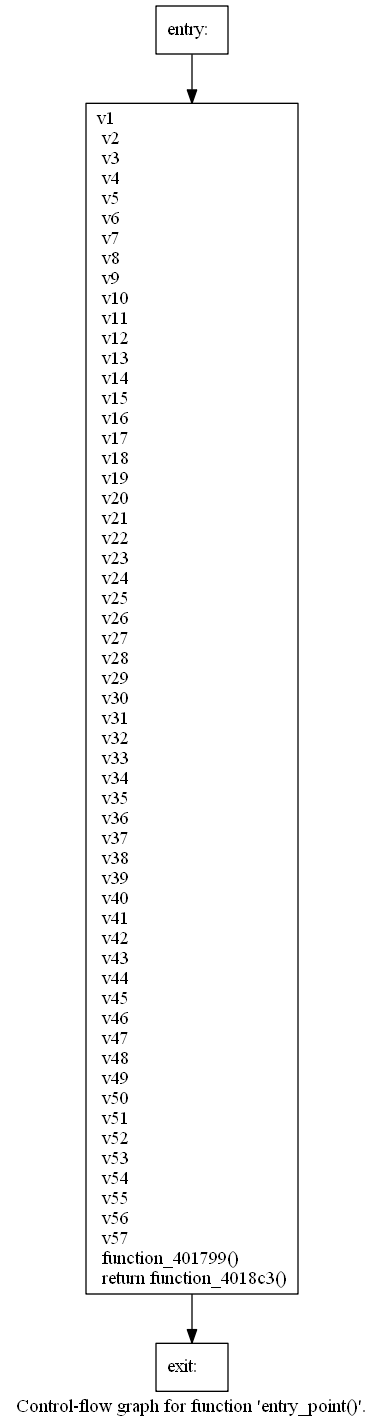 entry:
v1
v2
v3
v4
v5
v6
v7
v8
v9
v10
v11
v12
v13
v14
v15
v16
v17
v18
v19
v20
v21
v22
v23
v24
v25
v26
v27
v28
v29
v30
v31
v32
v33
v34
v35
v36
v37
v38
v39
v40
v41
v42
v43
v44
v45
v46
v47
v48
v49
v50
v51
v52
v53
v54
v55
v56
v57
function_401799()
return function_4018c3()
exit:
Control-flow graph for function 'entry_point()'.